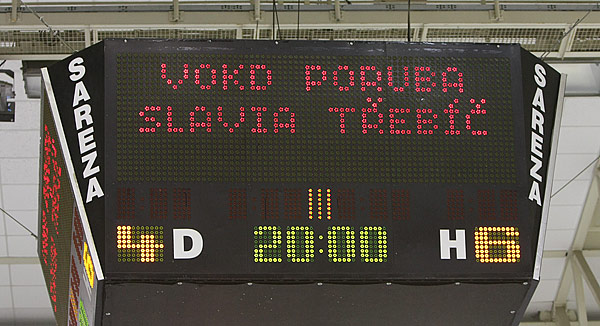 SAREZA
VOKD PORUBA
SLAVIA TŘEBÍČ
SAREZA
4 D 20:00 H 6